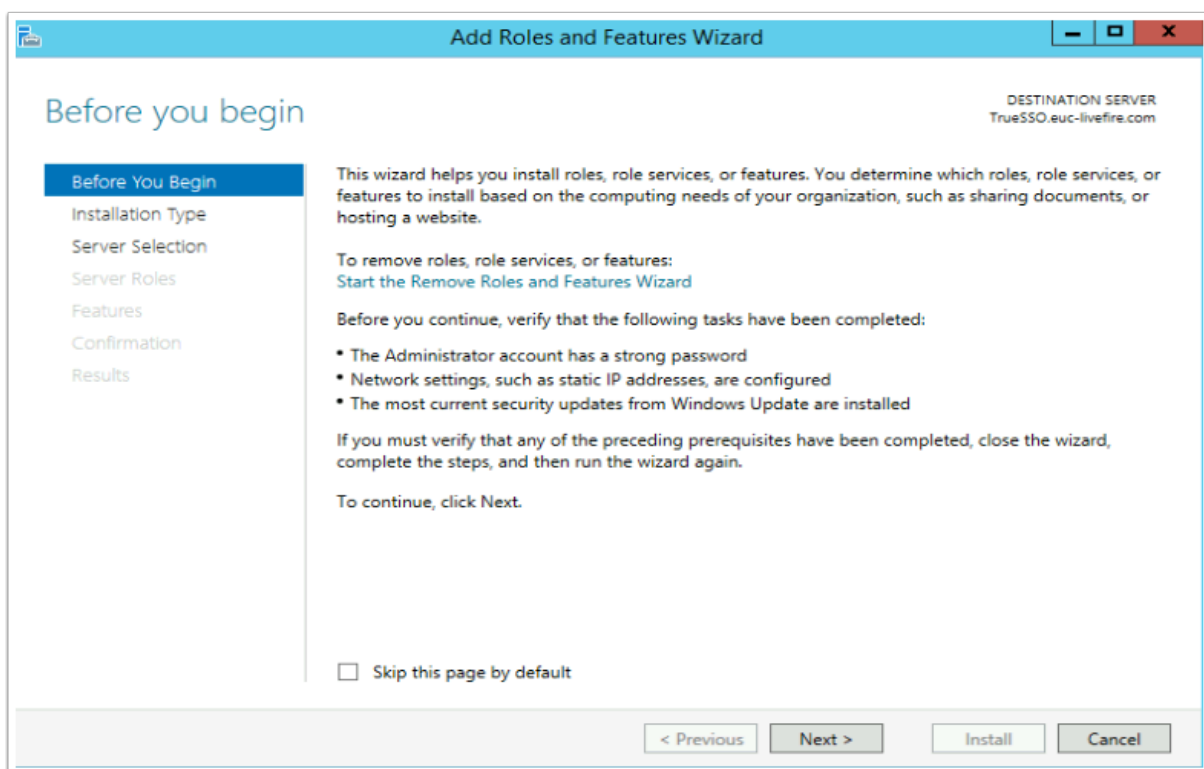 Add Roles and Features Wizard
Before you begin
DESTINATION SERVER
TrueSSO.euc-livefire.com
Before You Begin
Installation Type
Server Selection
Server Roles
Features
Confirmation
Results
This wizard helps you install roles, role services, or features. You determine which roles, role services, or
features to install based on the computing needs of your organization, such as sharing documents, or
hosting a website.
To remove roles, role services, or features:
Start the Remove Roles and Features Wizard
Before you continue, verify that the following tasks have been completed:
• The Administrator account has a strong password
• Network settings, such as static IP addresses, are configured
• The most current security updates from Windows Update are installed
If you must verify that any of the preceding prerequisites have been completed, close the wizard,
complete the steps, and then run the wizard again.
To continue, click Next.
Skip this page by default
< Previous
Next >
Install
Cancel